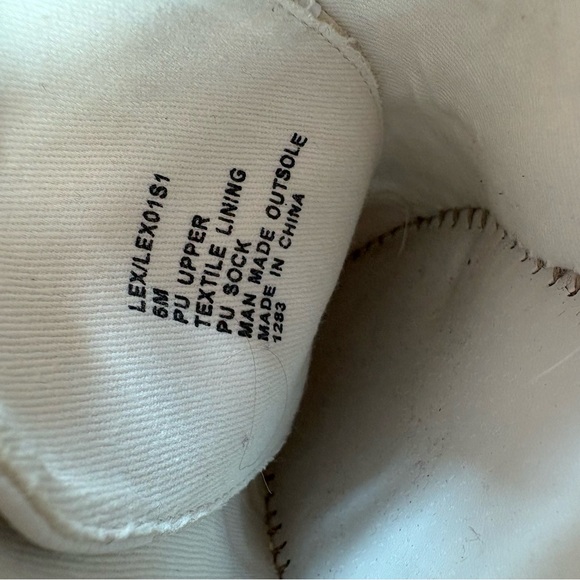 LEX/LEX01S1
6M
PU UPPER
TEXTILE LINING
PU SOCK
MAN MADE OUTSOLE
MADE IN CHINA
1283